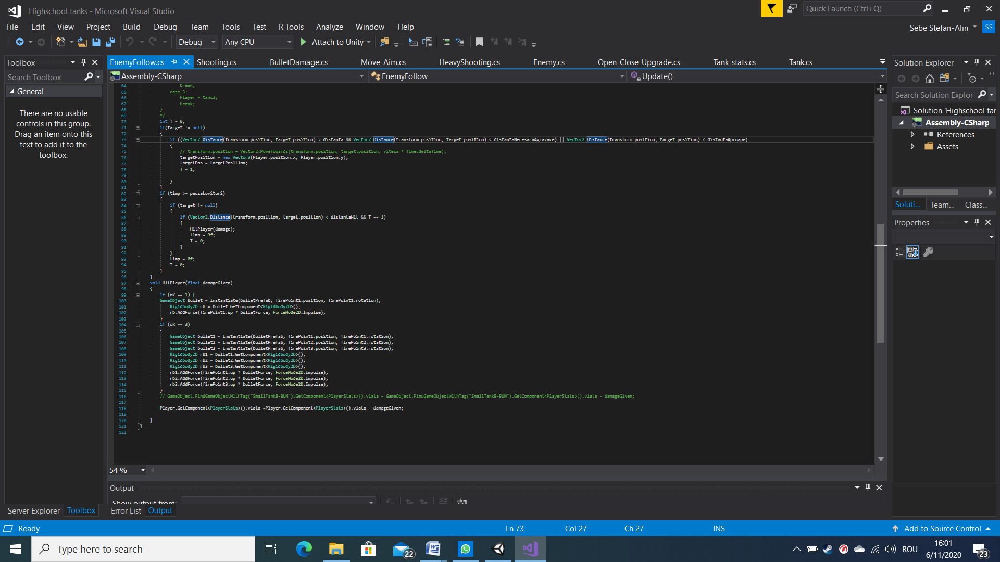 Highschool tanks - Microsoft Visual Studio
Quick Launch (Ctrl+Q)
File Edit View Project Build Debug Team Tools Test R Tools Analyze Window Help
Sebe Stefan-Alin SS
Debug Any CPU Attach to Unity
Toolbox
Search Toolbox
General
There are no usable
controls in this group.
Drag an item onto this
text to add it to the
toolbox.
EnemyFollow.cs Shooting.cs BulletDamage.cs Move_Aim.cs HeavyShooting.cs Enemy.cs Open_Close_Upgrade.cs Tank_stats.cs Tank.cs
Assembly-CSharp EnemyFollow Update()
64 break;
65 case 3:
66 Player = tanc3;
67 break;
68 }
69 */
70 int T = 0;
71 if(target != null)
72 {
73 if ((Vector2.Distance(transform.position, target.position) > distanta && Vector2.Distance(transform.position, target.position) < distantaNecesaraAgravare) || Vector2.Distance(transform.position, target.position) < distantaAproape)
74 {
75 // transform.position = Vector2.MoveTowards(transform.position, target.position, viteza * Time.deltaTime);
76 targetPosition = new Vector3(Player.position.x, Player.position.y);
77 targetPos = targetPosition;
78 T = 1;
79
80 }
81 }
82 if (timp >= pauzaLovituri)
83 {
84 if (target != null)
85 {
86 if (Vector2.Distance(transform.position, target.position) < distantaHit && T == 1)
87 {
88 HitPlayer(damage);
89 timp = 0f;
90 T = 0;
91 }
92 }
93 timp = 0f;
94 T = 0;
95 }
96 }
97 void HitPlayer(float damageGiven)
98 {
99 if (ok == 1) {
100 GameObject bullet = Instantiate(bulletPrefab, firePoint1.position, firePoint1.rotation);
101 Rigidbody2D rb = bullet.GetComponent<Rigidbody2D>();
102 rb.AddForce(firePoint1.up * bulletForce, ForceMode2D.Impulse);
103 }
104 if (ok == 3)
105 {
106 GameObject bullet1 = Instantiate(bulletPrefab, firePoint1.position, firePoint1.rotation);
107 GameObject bullet2 = Instantiate(bulletPrefab, firePoint2.position, firePoint2.rotation);
108 GameObject bullet3 = Instantiate(bulletPrefab, firePoint3.position, firePoint3.rotation);
109 Rigidbody2D rb1 = bullet1.GetComponent<Rigidbody2D>();
110 Rigidbody2D rb2 = bullet2.GetComponent<Rigidbody2D>();
111 Rigidbody2D rb3 = bullet3.GetComponent<Rigidbody2D>();
112 rb1.AddForce(firePoint1.up * bulletForce, ForceMode2D.Impulse);
113 rb2.AddForce(firePoint2.up * bulletForce, ForceMode2D.Impulse);
114 rb3.AddForce(firePoint3.up * bulletForce, ForceMode2D.Impulse);
115 }
116 // GameObject.FindGameObjectWithTag("SmallTankB-BUN").GetComponent<PlayerStats>().viata = GameObject.FindGameObjectWithTag("SmallTankB-BUN").GetComponent<PlayerStats>().viata - damageGiven;
117
118 Player.GetComponent<PlayerStats>().viata =Player.GetComponent<PlayerStats>().viata - damageGiven;
119
120 }
121 }
122
54 %
Output
Show output from:
Server Explorer Toolbox
Error List Output
Solution Explorer
Search Solution Explor
Solution 'Highschool tar
Assembly-CSharp
References
Assets
Soluti... Team... Class...
Properties
Ready
Ln 73 Col 27 Ch 27 INS
Add to Source Control
Type here to search
22
ROU
16:01
6/11/2020
23